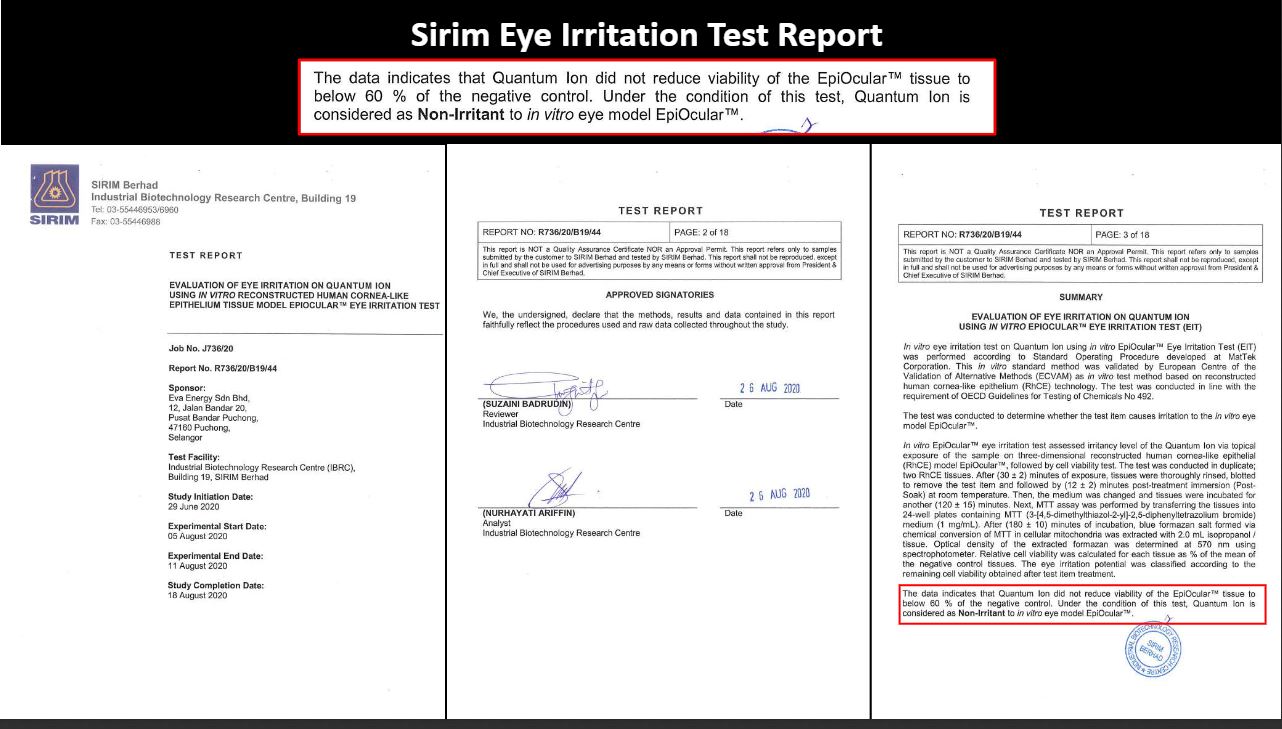 Sirim Eye Irritation Test Report
The data indicates that Quantum Ion did not reduce viability of the EpiOcular™ tissue to
below 60 % of the negative control. Under the condition of this test, Quantum Ion is
considered as Non-Irritant to in vitro eye model EpiOcular™.
SIRIM
SIRIM Berhad
Industrial Biotechnology Research Centre, Building 19
Tel: 03-55446953/6960
Fax: 03-55446988
TEST REPORT
EVALUATION OF EYE IRRITATION ON QUANTUM ION
USING IN VITRO RECONSTRUCTED HUMAN CORNEA-LIKE
EPITHELIUM TISSUE MODEL EPIOCULAR™ EYE IRRITATION TEST
Job No. J736/20
Report No. R736/20/B19/44
Sponsor:
Eva Energy Sdn Bhd,
12, Jalan Bandar 20,
Pusat Bandar Puchong,
47160 Puchong,
Selangor
Test Facility:
Industrial Biotechnology Research Centre (IBRC),
Building 19, SIRIM Berhad
Study Initiation Date:
29 June 2020
Experimental Start Date:
05 August 2020
Experimental End Date:
11 August 2020
Study Completion Date:
18 August 2020
TEST REPORT
REPORT NO: R736/20/B19/44 PAGE: 2 of 18
This report is NOT a Quality Assurance Certificate NOR an Approval Permit. This report refers only to samples
submitted by the customer to SIRIM Berhad and tested by SIRIM Berhad. This report shall not be reproduced, except
in full and shall not be used for advertising purposes by any means or forms without written approval from President &
Chief Executive of SIRIM Berhad.
APPROVED SIGNATORIES
We, the undersigned, declare that the methods, results and data contained in this report
faithfully reflect the procedures used and raw data collected throughout the study.
26 AUG 2020
(SUZAINI BADRUDIN) Date
Reviewer
Industrial Biotechnology Research Centre
26 AUG 2020
(NURHAYATI ARIFFIN) Date
Analyst
Industrial Biotechnology Research Centre
TEST REPORT
REPORT NO: R736/20/B19/44 PAGE: 3 of 18
This report is NOT a Quality Assurance Certificate NOR an Approval Permit. This report refers only to samples
submitted by the customer to SIRIM Berhad and tested by SIRIM Berhad. This report shall not be reproduced, except
in full and shall not be used for advertising purposes by any means or forms without written approval from President &
Chief Executive of SIRIM Berhad.
SUMMARY
EVALUATION OF EYE IRRITATION ON QUANTUM ION
USING IN VITRO EPIOCULAR™ EYE IRRITATION TEST (EIT)
In vitro eye irritation test on Quantum Ion using in vitro EpiOcular™ Eye Irritation Test (EIT)
was performed according to Standard Operating Procedure developed at MatTek
Corporation. This in vitro standard method was validated by European Centre of the
Validation of Alternative Methods (ECVAM) as in vitro test method based on reconstructed
human cornea-like epithelium (RhCE) technology. The test was conducted in line with the
requirement of OECD Guidelines for Testing of Chemicals No 492.
The test was conducted to determine whether the test item causes irritation to the in vitro eye
model EpiOcular™.
In vitro EpiOcular™ eye irritation test assessed irritancy level of the Quantum Ion via topical
exposure of the sample on three-dimensional reconstructed human cornea-like epithelial
(RhCE) model EpiOcular™, followed by cell viability test. The test was conducted in duplicate;
two RhCE tissues. After (30 ± 2) minutes of exposure, tissues were thoroughly rinsed, blotted
to remove the test item and followed by (12 ± 2) minutes post-treatment immersion (Post-
Soak) at room temperature. Then, the medium was changed and tissues were incubated for
another (120 ± 15) minutes. Next, MTT assay was performed by transferring the tissues into
24-well plates containing MTT (3-[4,5-dimethylthiazol-2-yl]-2,5-diphenyltetrazolium bromide)
medium (1 mg/mL). After (180 ± 10) minutes of incubation, blue formazan salt formed via
chemical conversion of MTT in cellular mitochondria was extracted with 2.0 mL isopropanol /
tissue. Optical density of the extracted formazan was determined at 570 nm using
spectrophotometer. Relative cell viability was calculated for each tissue as % of the mean of
the negative control tissues. The eye irritation potential was classified according to the
remaining cell viability obtained after test item treatment.
The data indicates that Quantum Ion did not reduce viability of the EpiOcular™ tissue to
below 60 % of the negative control. Under the condition of this test, Quantum Ion is
considered as Non-Irritant to in vitro eye model EpiOcular™.
INDUSTRIAL BIOTECHNOLOGY RESEARCH CENTRE
SIRIM
BERHAD